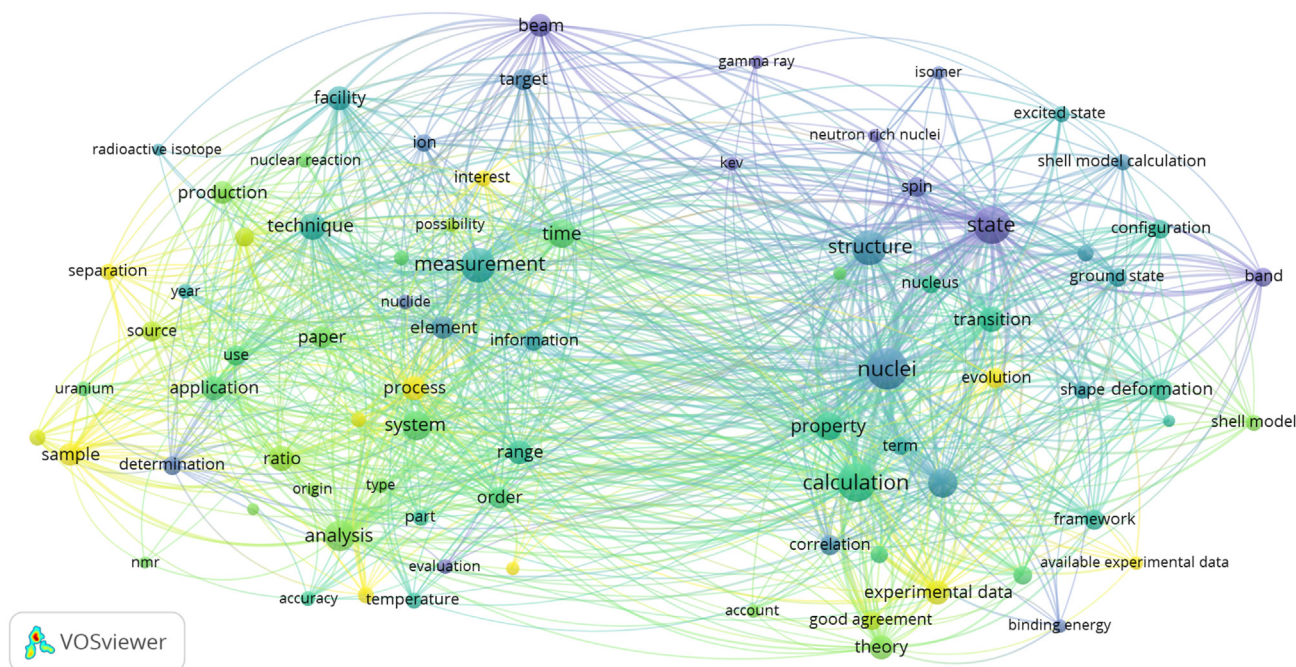 beam
gamma ray
isomer
target
facility
excited state
ion
neutron rich nuclei
radioactive isotope
nuclear reaction
kev
shell model calculation
interest
spin
production
technique
possibility
time
state
configuration
structure
measurement
separation
year
nuclide
nucleus
ground state
band
source
element
transition
paper
information
use
nuclei
evolution
uranium
application
process
shape
deformation
system
property
shell model
sample
determination
ratio
range
term
origin
type
order
calculation
part
framework
analysis
correlation
nmr
evaluation
available experimental data
accuracy
temperature
experimental data
account
good agreement
binding energy
theory
VOSviewer